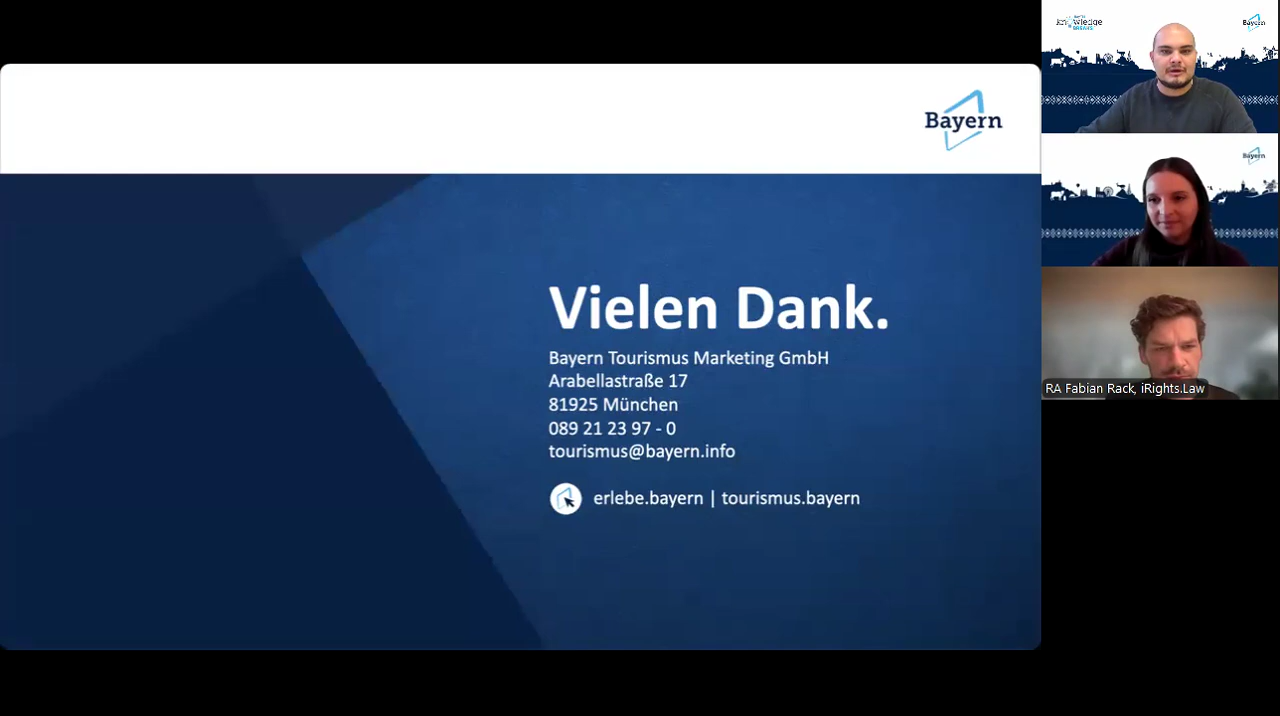 Bayern
Vielen Dank.
Bayern Tourismus Marketing GmbH
Arabellastraße 17
81925 München
089 21 23 97 - 0
tourismus@bayern.info
erlebe.bayern | tourismus.bayern
Bayern
Bayern
RA Fabian Rack, iRights.Law